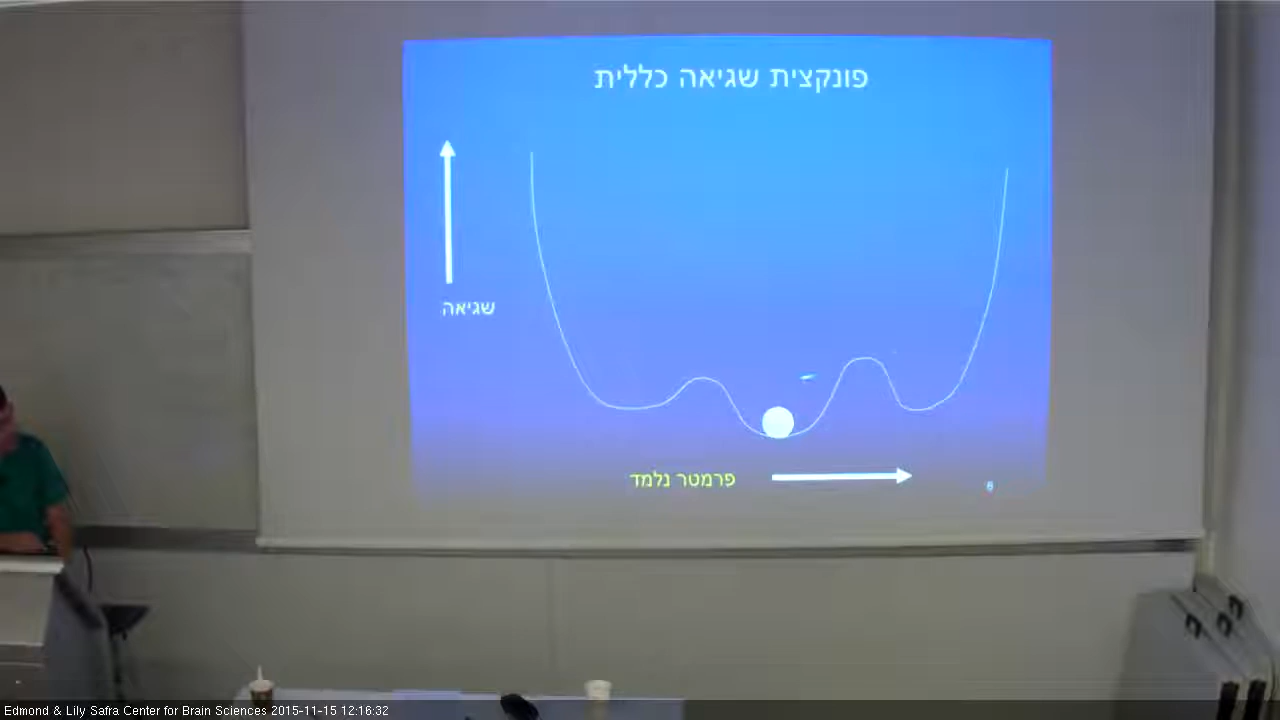 פונקצית שגיאה כללית
שגיאה
פרמטר נלמד
6
Edmond & Lily Safra Center for Brain Sciences 2015-11-15 12:16:32